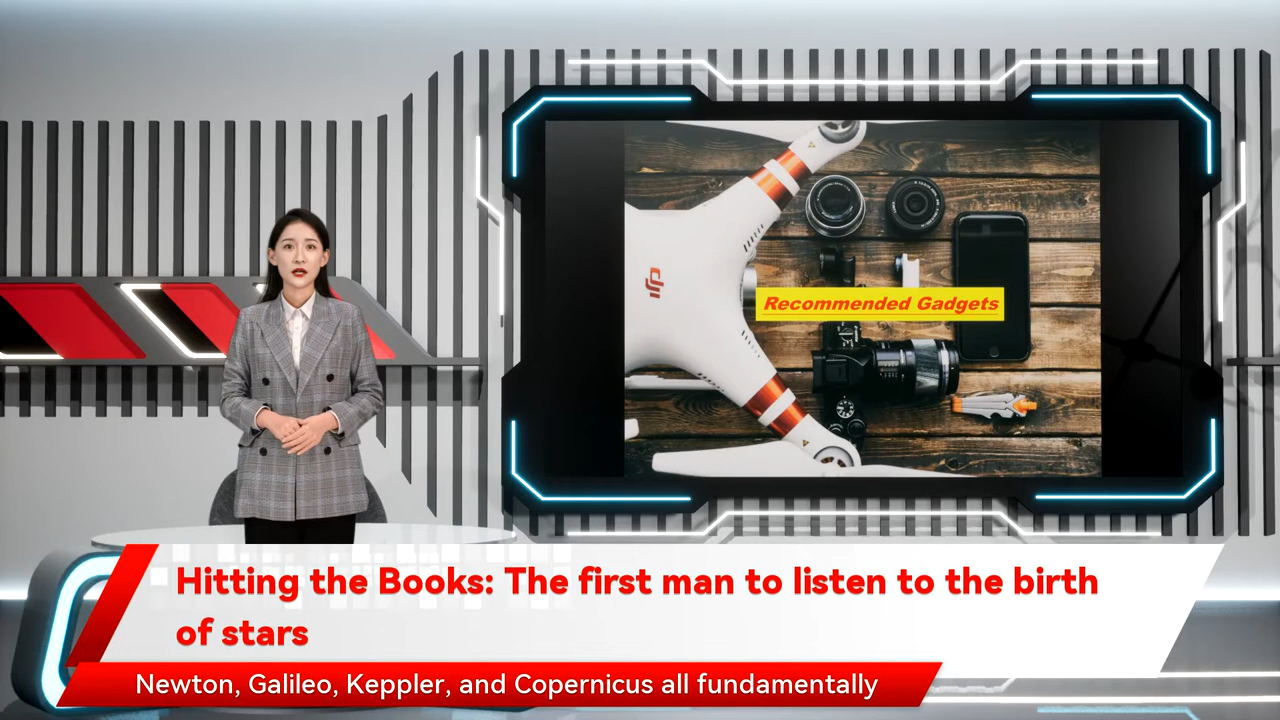 dji
Recommended Gadgets
Hitting the Books: The first man to listen to the birth
of stars
Newton, Galileo, Keppler, and Copernicus all fundamentally